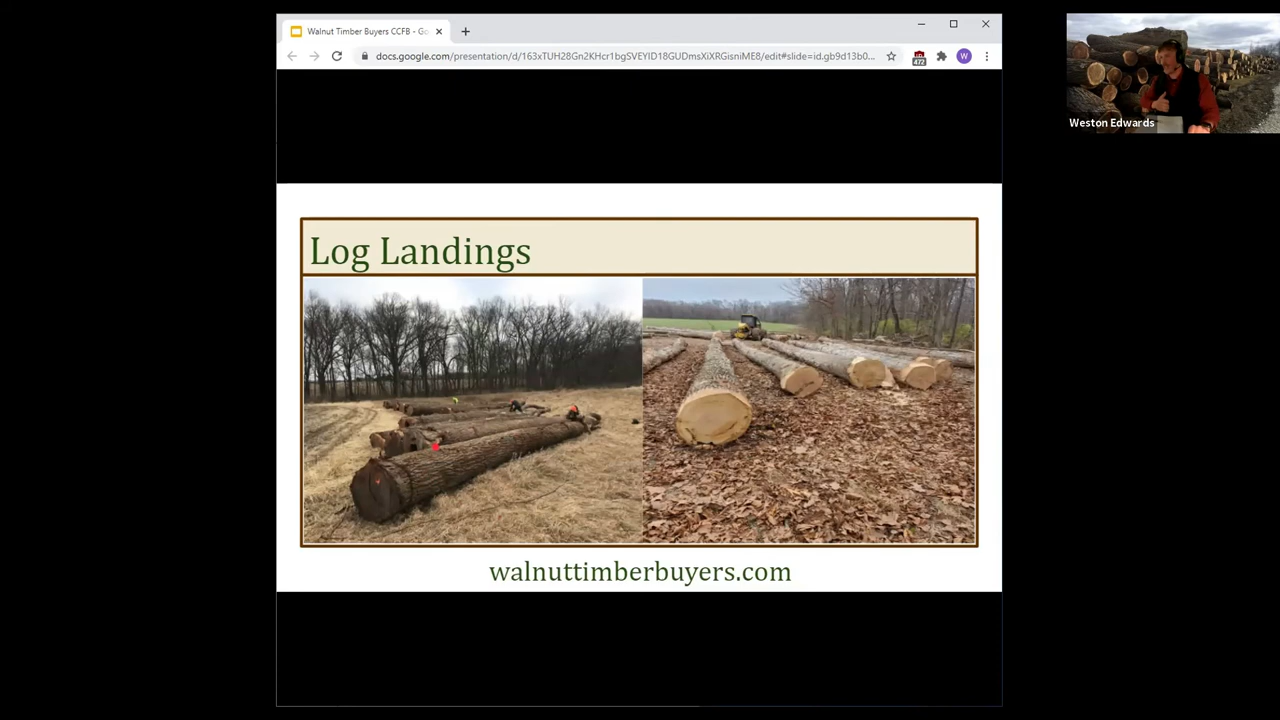 Walnut Timber Buyers CCFB - Go
docs.google.com/presentation/d/163xTUH28Gn2KHcr1bgSVEYID18GUDmsXiXRGisniME8/edit#slide=id.gb9d13b0...
472
W
Weston Edwards
Log Landings
walnuttimberbuyers.com